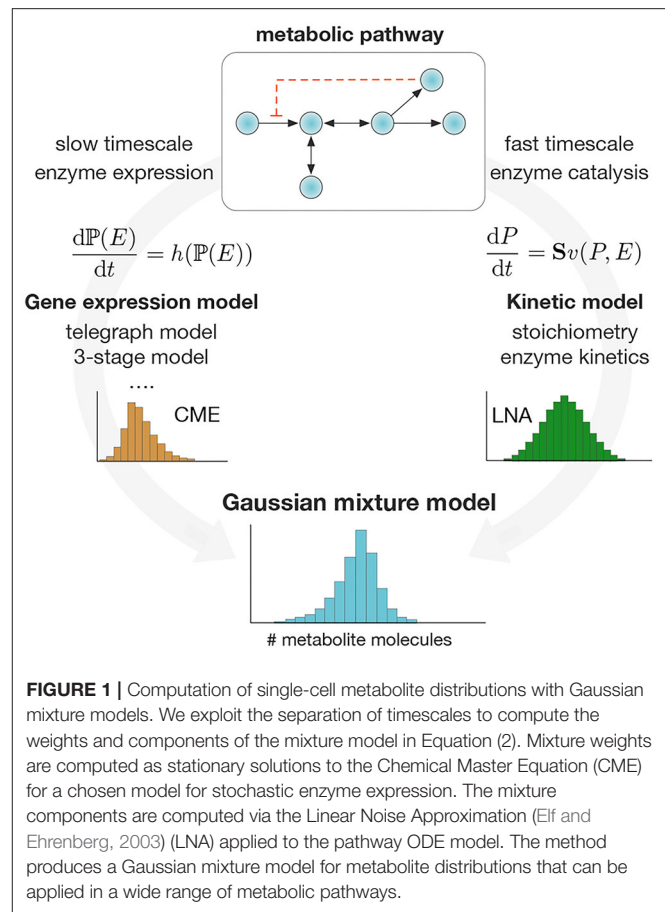 metabolic pathway
slow timescale
enzyme expression
fast timescale
enzyme catalysis
dℙ(E)/dt = h(ℙ(E))
dP/dt = Sv(P, E)
Gene expression model
telegraph model
3-stage model
....
CME
Kinetic model
stoichiometry
enzyme kinetics
LNA
Gaussian mixture model
# metabolite molecules
FIGURE 1 | Computation of single-cell metabolite distributions with Gaussian
mixture models. We exploit the separation of timescales to compute the
weights and components of the mixture model in Equation (2). Mixture weights
are computed as stationary solutions to the Chemical Master Equation (CME)
for a chosen model for stochastic enzyme expression. The mixture
components are computed via the Linear Noise Approximation (Elf and
Ehrenberg, 2003) (LNA) applied to the pathway ODE model. The method
produces a Gaussian mixture model for metabolite distributions that can be
applied in a wide range of metabolic pathways.